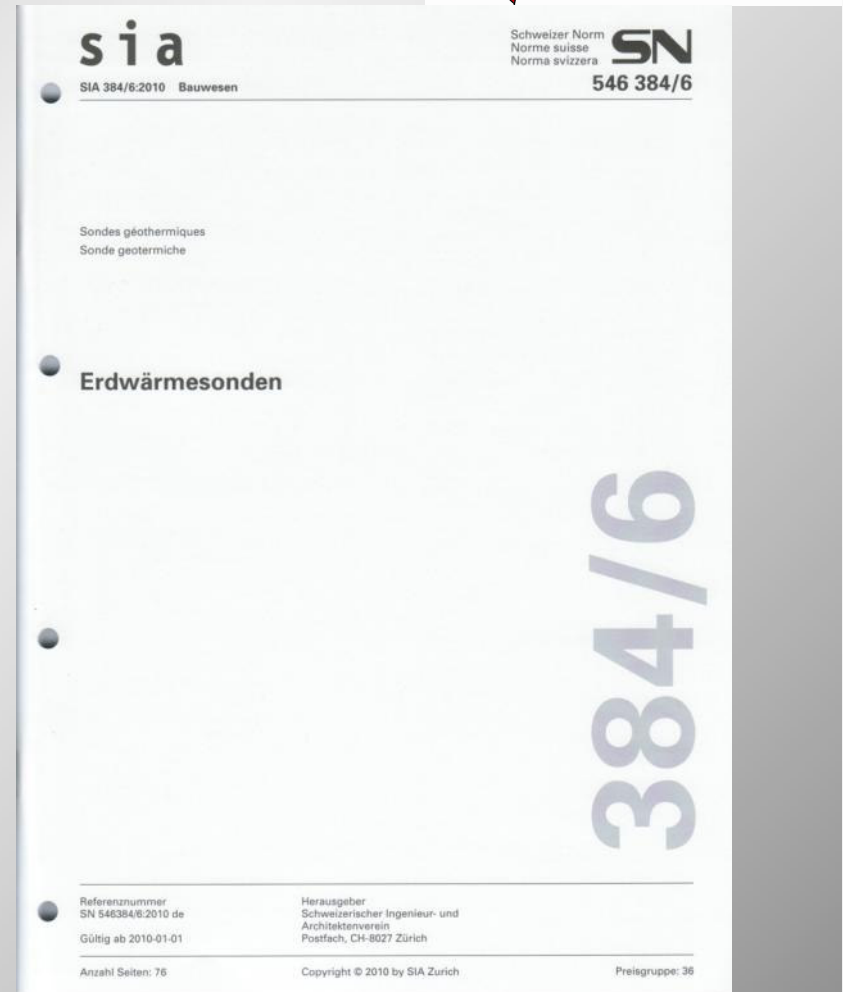 sia
Schweizer Norm
Norme suisse
Norma svizzera
SN
SIA 384/6:2010 Bauwesen
546 384/6
Sondes géothermiques
Sonde geotermiche
Erdwärmesonden
384/6
Referenznummer
SN 546384/6:2010 de
Gültig ab 2010-01-01
Herausgeber
Schweizerischer Ingenieur- und
Architektenverein
Postfach, CH-8027 Zürich
Anzahl Seiten: 76
Copyright © 2010 by SIA Zurich
Preisgruppe: 36